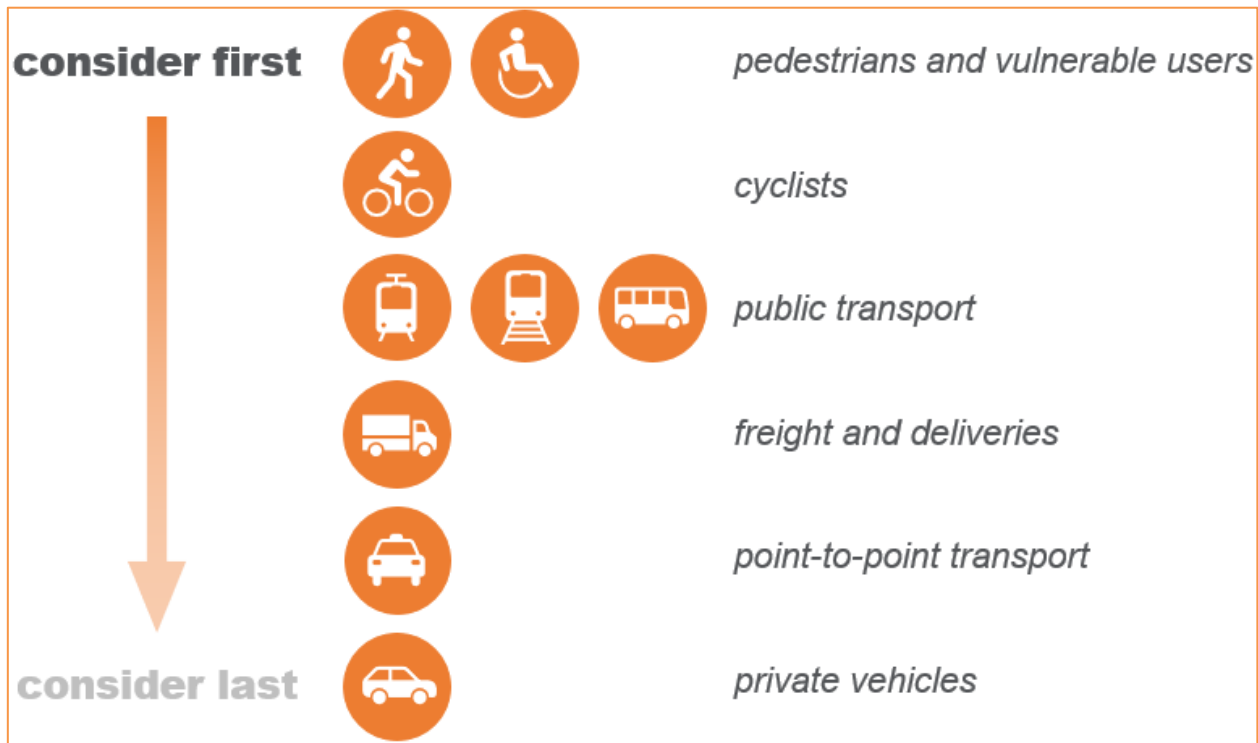 consider first
pedestrians and vulnerable users
cyclists
public transport
freight and deliveries
point-to-point transport
consider last
private vehicles